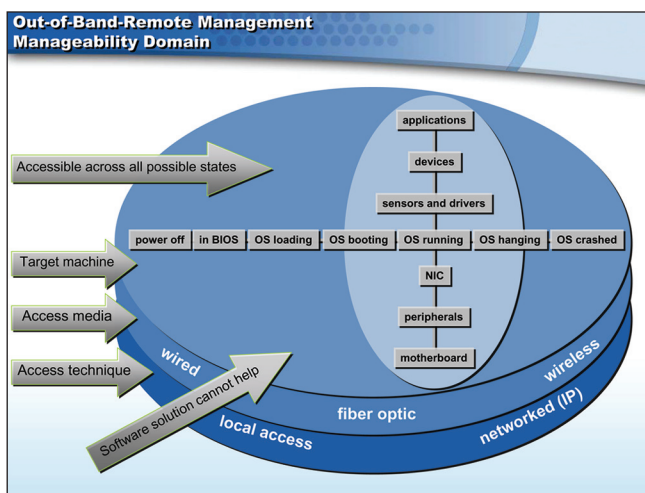 Out-of-Band-Remote Management
Manageability Domain
applications
Accessible across all possible states
devices
sensors and drivers
power off
in BIOS
OS loading
OS booting
OS running
OS hanging
OS crashed
Target machine
NIC
Access media
peripherals
motherboard
Access technique
wired
fiber optic
wireless
Software solution cannot help
local access
networked (IP)